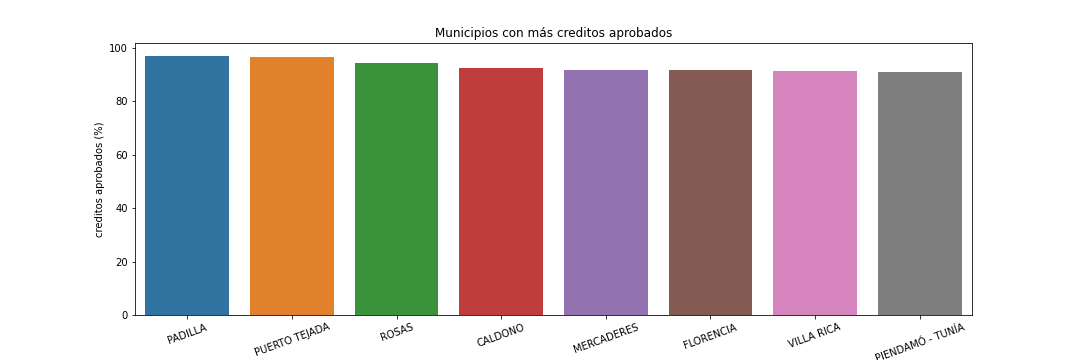 Municipios con más creditos aprobados
creditos aprobados (%)
100
80
60
40
20
0
PADILLA
PUERTO TEJADA
ROSAS
CALDONO
MERCADERES
FLORENCIA
VILLA RICA
PIENDAMÓ - TUNÍA